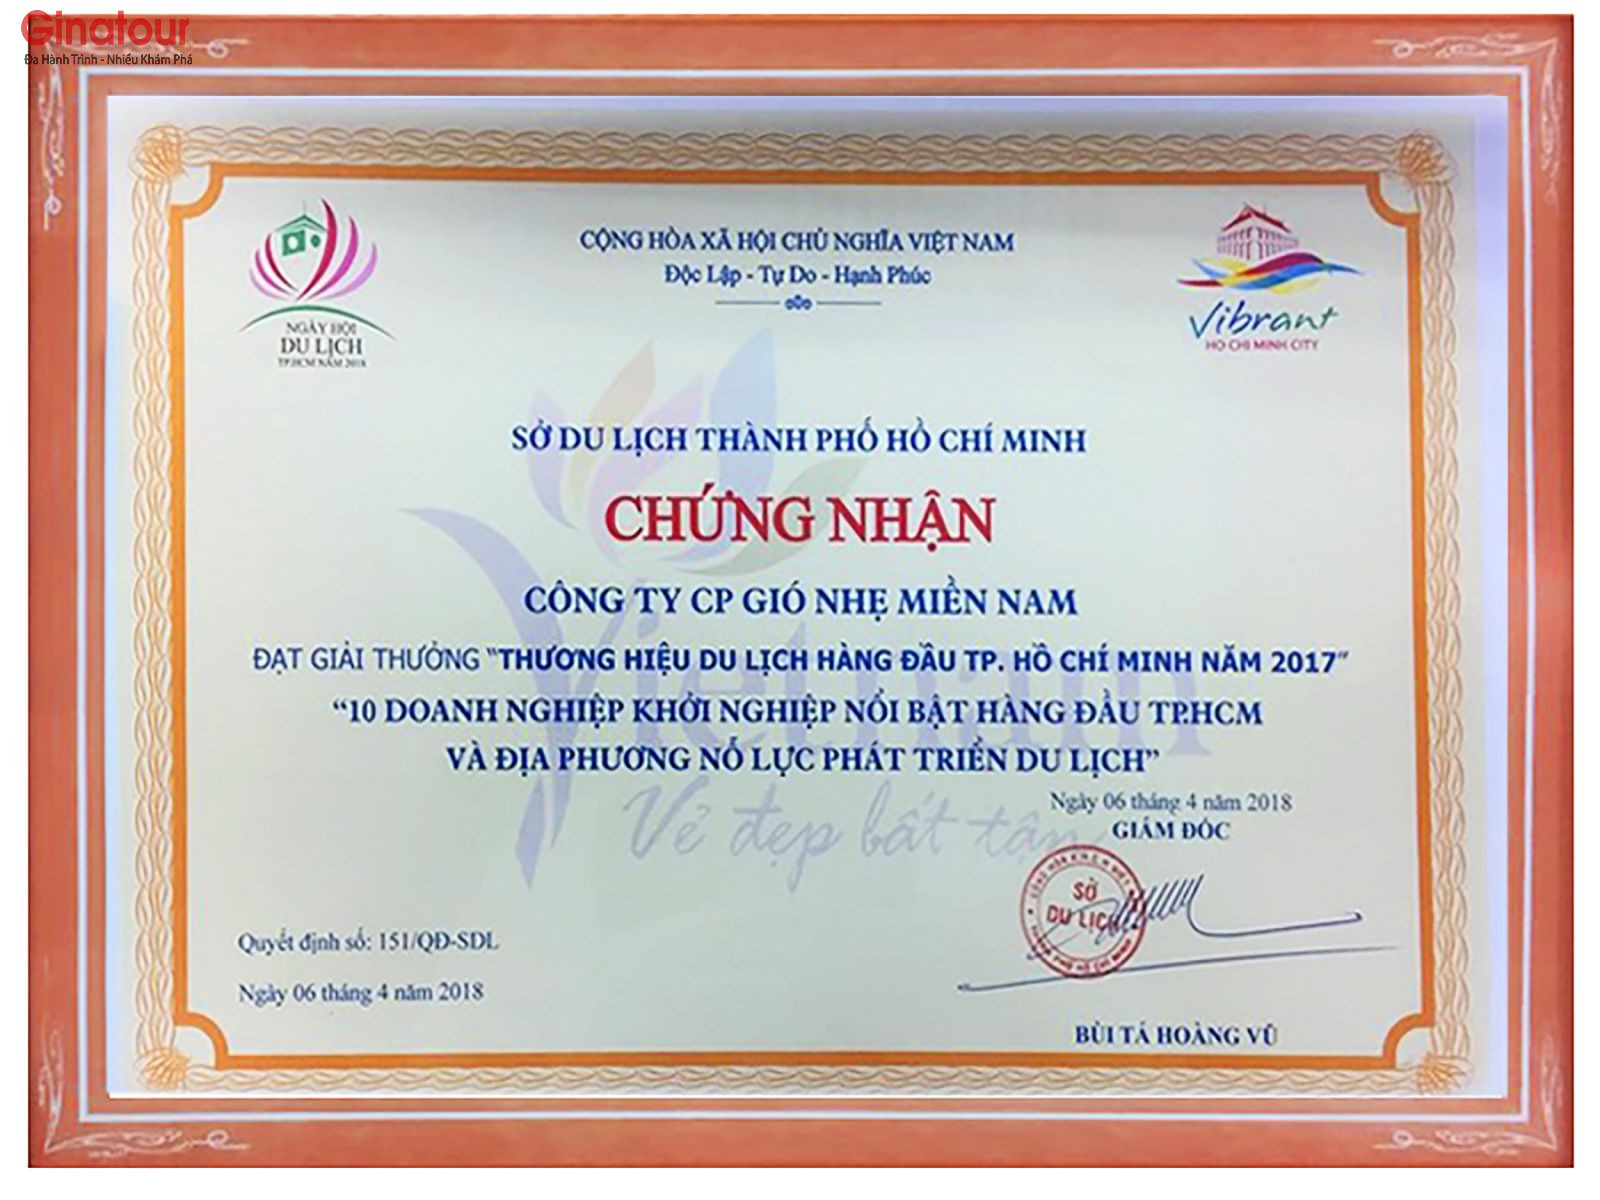 Ginatour
Đa Hành Trình - Nhiều Khám Phá
CỘNG HÒA XÃ HỘI CHỦ NGHĨA VIỆT NAM
Độc Lập - Tự Do - Hạnh Phúc
NGÀY HỘI
DU LỊCH
TP.HCM NĂM 2018
Vibrant
HO CHI MINH CITY
SỞ DU LỊCH THÀNH PHỐ HỒ CHÍ MINH
CHỨNG NHẬN
CÔNG TY CP GIÓ NHẸ MIỀN NAM
ĐẠT GIẢI THƯỞNG "THƯƠNG HIỆU DU LỊCH HÀNG ĐẦU TP. HỒ CHÍ MINH NĂM 2017"
“10 DOANH NGHIỆP KHỞI NGHIỆP NỔI BẬT HÀNG ĐẦU TP.HCM
VÀ ĐỊA PHƯƠNG NỖ LỰC PHÁT TRIỂN DU LỊCH”
Vietnam
Vẻ đẹp bất tận
Ngày 06 tháng 4 năm 2018
GIÁM ĐỐC
SỞ
DU LỊCH
THÀNH PHỐ HỒ CHÍ MINH
Quyết định số: 151/QĐ-SDL
Ngày 06 tháng 4 năm 2018
BÙI TÁ HOÀNG VŨ